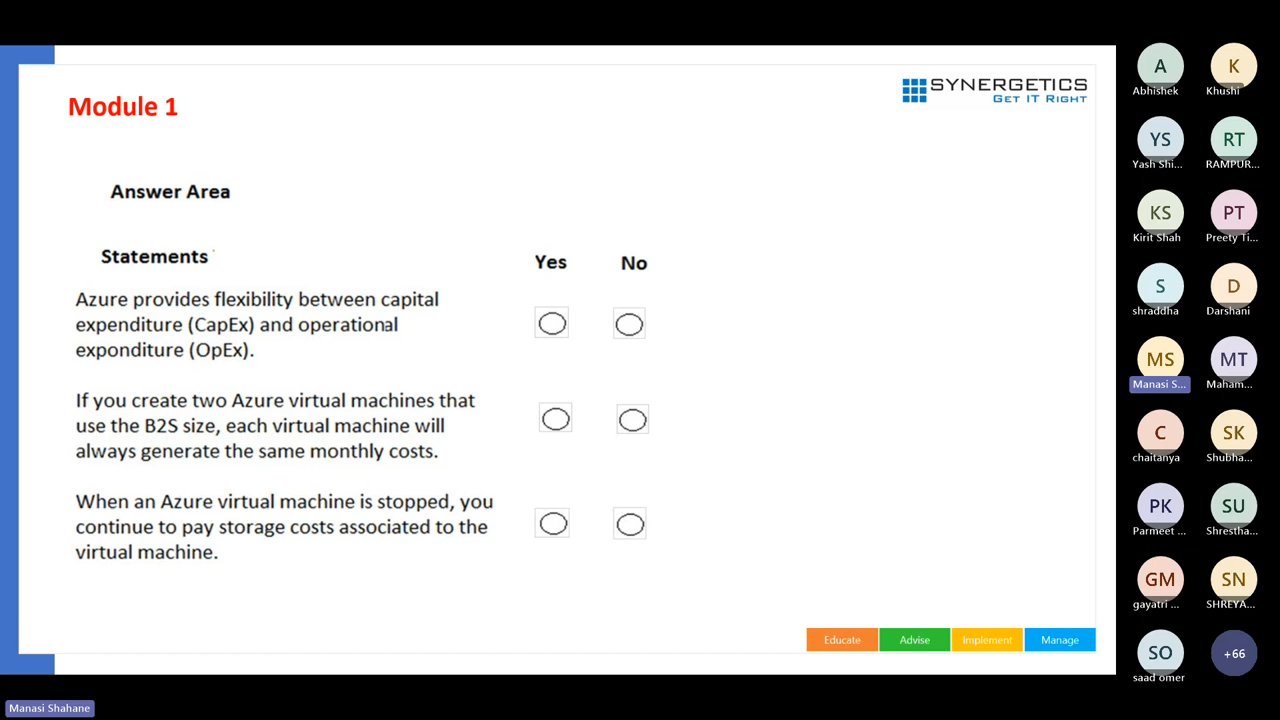 Module 1
SYNERGETICS
GET IT RIGHT
Answer Area
Statements
Yes
No
Azure provides flexibility between capital
expenditure (CapEx) and operational
exponditure (OpEx).
If you create two Azure virtual machines that
use the B2S size, each virtual machine will
always generate the same monthly costs.
When an Azure virtual machine is stopped, you
continue to pay storage costs associated to the
virtual machine.
Educate
Advise
Implement
Manage
A
Abhishek
K
Khushi
YS
Yash Shi...
RT
RAMPUR...
KS
Kirit Shah
PT
Preety Ti...
S
shraddha
D
Darshani
MS
Manasi S...
MT
Maham...
C
chaitanya
SK
Shubha...
PK
Parmeet ...
SU
Shrestha...
GM
gayatri ...
SN
SHREYA...
SO
saad omer
+66
Manasi Shahane